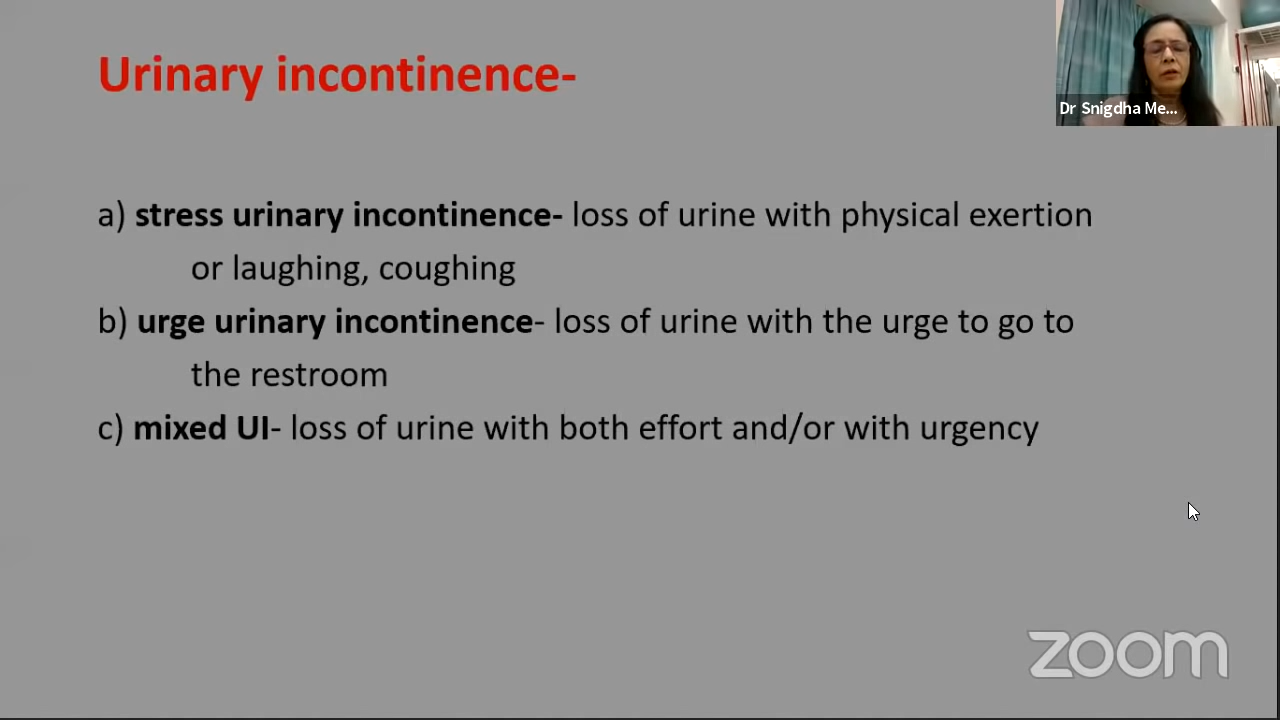 Urinary incontinence-
Dr Snigdha Me...
a) stress urinary incontinence- loss of urine with physical exertion
or laughing, coughing
b) urge urinary incontinence- loss of urine with the urge to go to
the restroom
c) mixed UI- loss of urine with both effort and/or with urgency
zoom